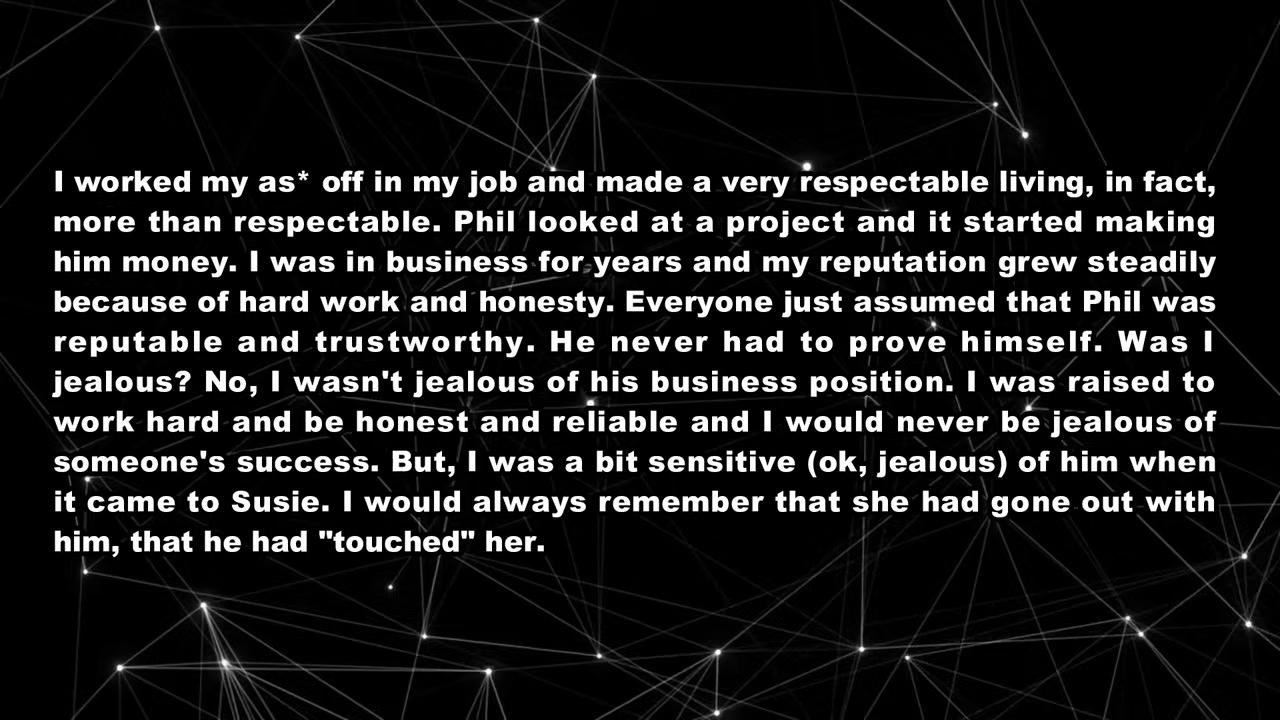 I worked my as* off in my job and made a very respectable living, in fact,
more than respectable. Phil looked at a project and it started making
him money. I was in business for years and my reputation grew steadily
because of hard work and honesty. Everyone just assumed that Phil was
reputable and trustworthy. He never had to prove himself. Was I
jealous? No, I wasn't jealous of his business position. I was raised to
work hard and be honest and reliable and I would never be jealous of
someone's success. But, I was a bit sensitive (ok, jealous) of him when
it came to Susie. I would always remember that she had gone out with
him, that he had "touched" her.